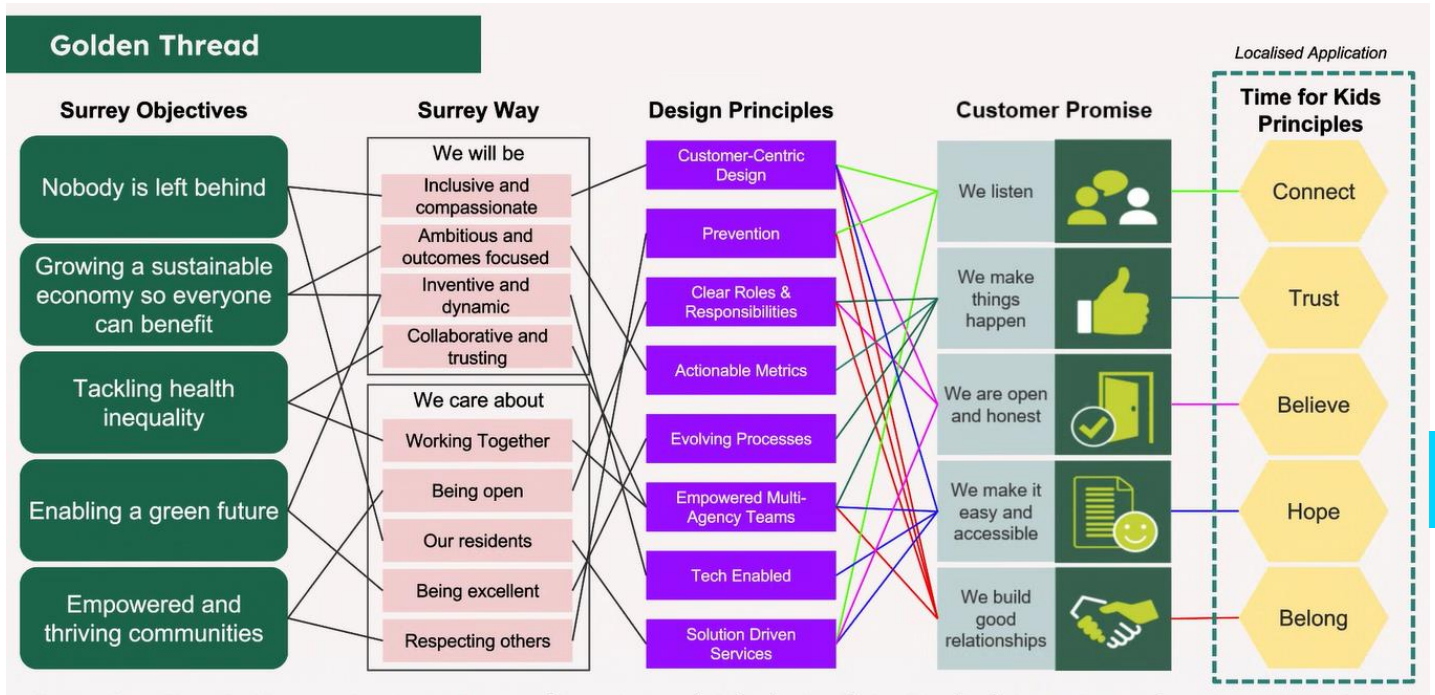 Golden Thread
Localised Application
Surrey Objectives
Nobody is left behind
Growing a sustainable
economy so everyone
can benefit
Tackling health
inequality
Enabling a green future
Empowered and
thriving communities
Surrey Way
We will be
Inclusive and
compassionate
Ambitious and
outcomes focused
Inventive and
dynamic
Collaborative and
trusting
We care about
Working Together
Being open
Our residents
Being excellent
Respecting others
Design Principles
Customer-Centric
Design
Prevention
Clear Roles &
Responsibilities
Actionable Metrics
Evolving Processes
Empowered Multi-
Agency Teams
Tech Enabled
Solution Driven
Services
Customer Promise
We listen
We make
things
happen
We are open
and honest
We make it
easy and
accessible
We build
good
relationships
Time for Kids
Principles
Connect
Trust
Believe
Hope
Belong